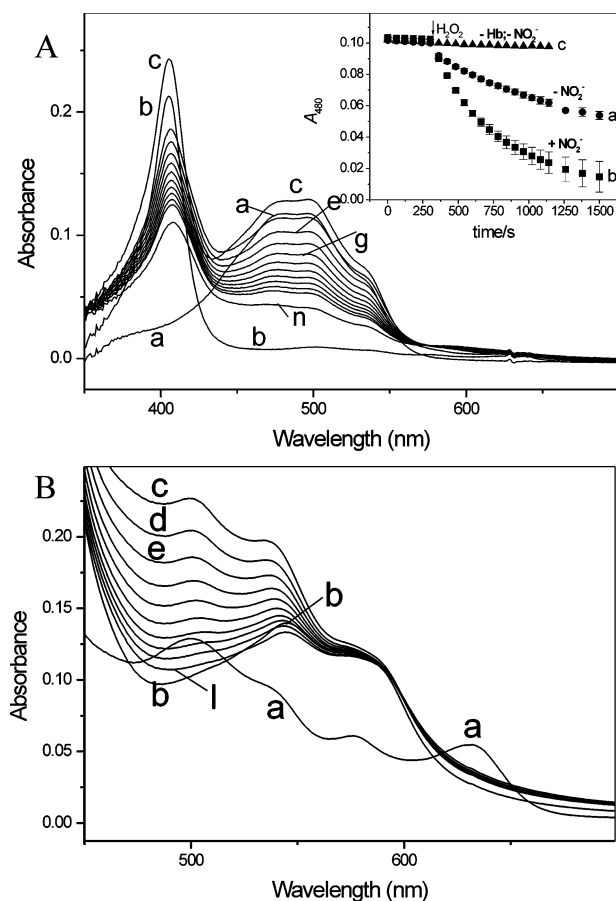 A
c
b
0.2
0.1
0.0
Absorbance
a
c
e
g
n
a
b
400
500
600
Wavelength (nm)
H₂O₂
- Hb;- NO₂⁻
c
- NO₂⁻
a
+ NO₂⁻
b
0.10
0.08
0.06
0.04
0.02
0.00
A₄₈₀
0 250 500 750 1000 1250 1500
time/s
B
c
d
e
b
b
l
a
a
0.20
0.15
0.10
0.05
0.00
Absorbance
500
600
Wavelength (nm)